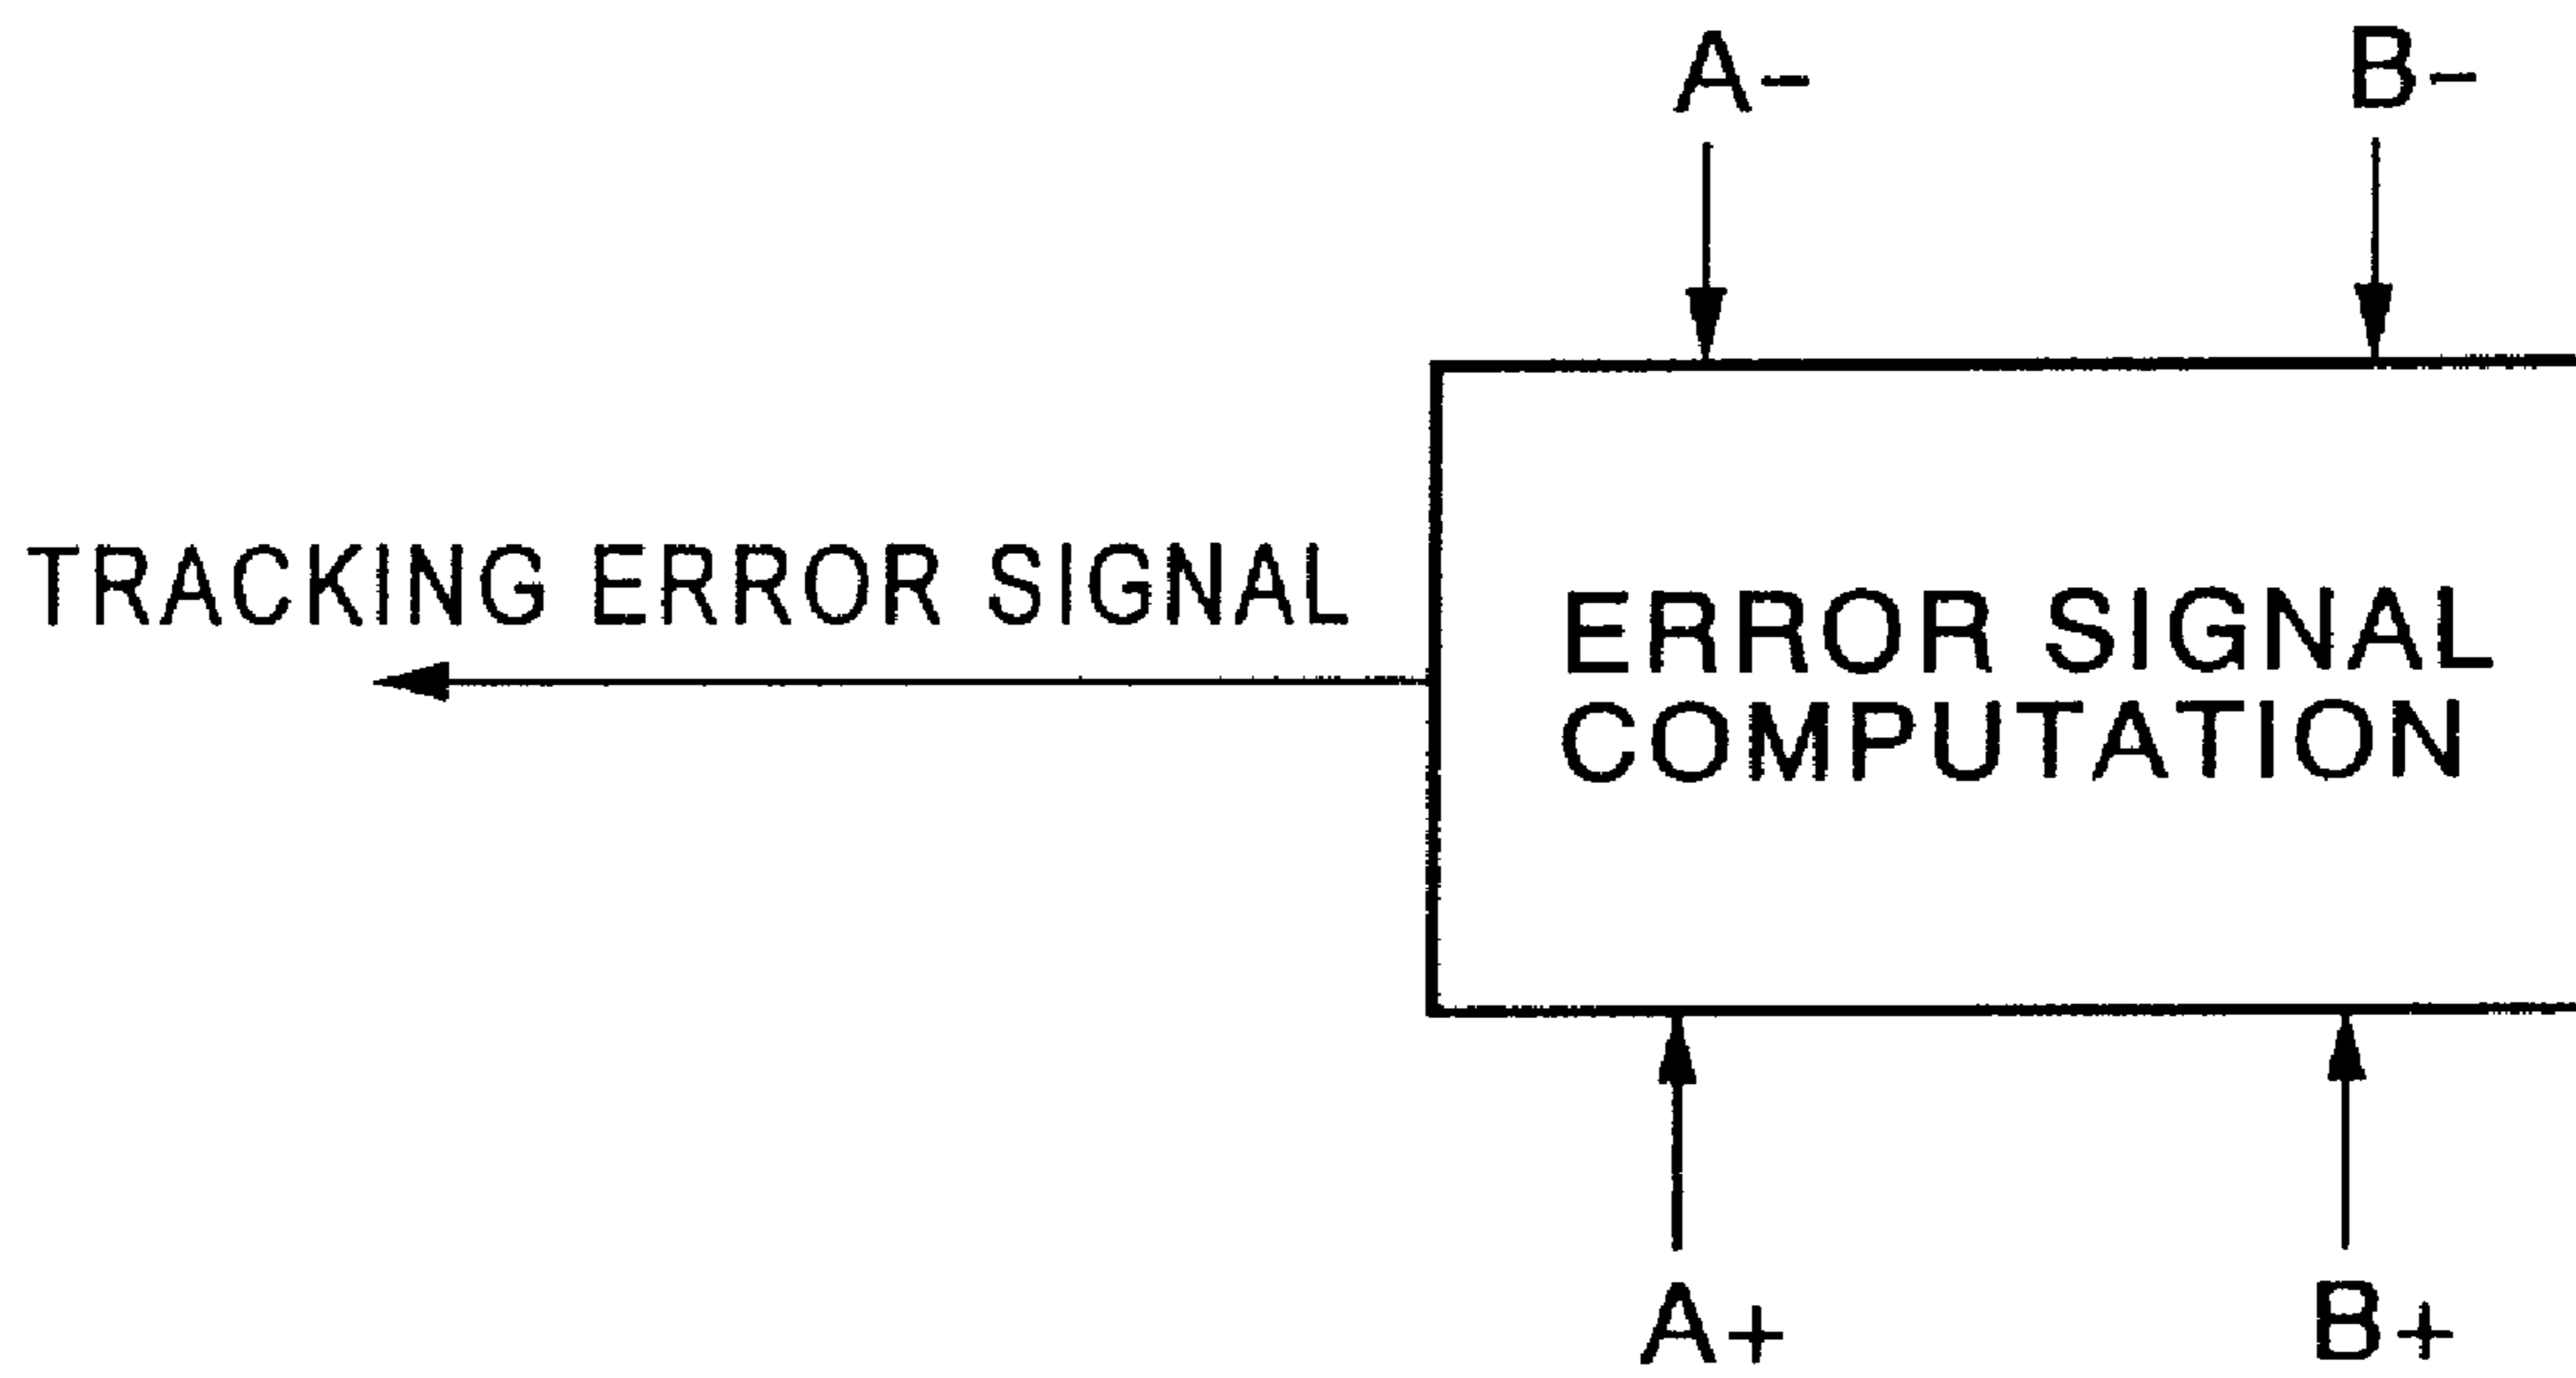 A-
B-
TRACKING ERROR SIGNAL
ERROR SIGNAL
COMPUTATION
A+
B+